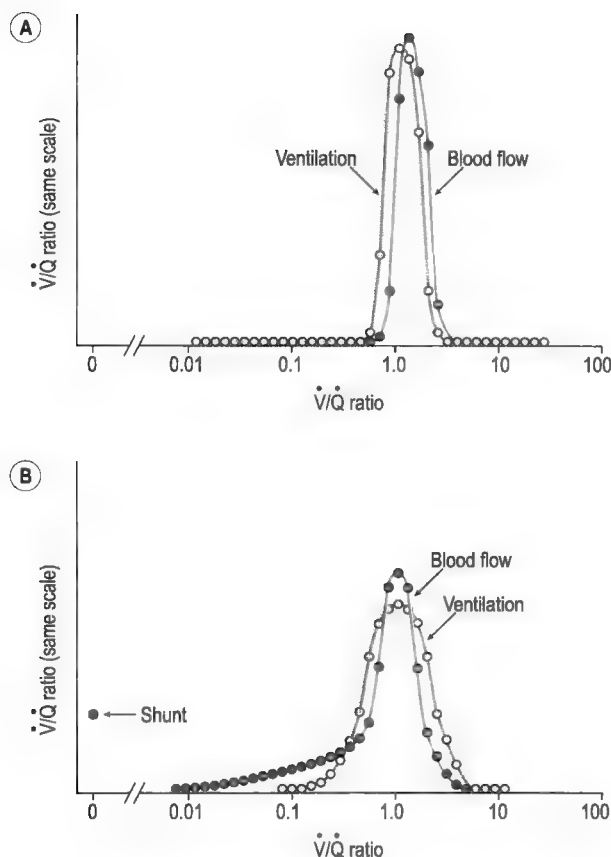 A
V̇/Q̇ ratio (same scale)
Ventilation
Blood flow
0
0.01
0.1
1.0
10
100
V̇/Q̇ ratio
B
V̇/Q̇ ratio (same scale)
Blood flow
Ventilation
Shunt
0
0.01
0.1
1.0
10
100
V̇/Q̇ ratio